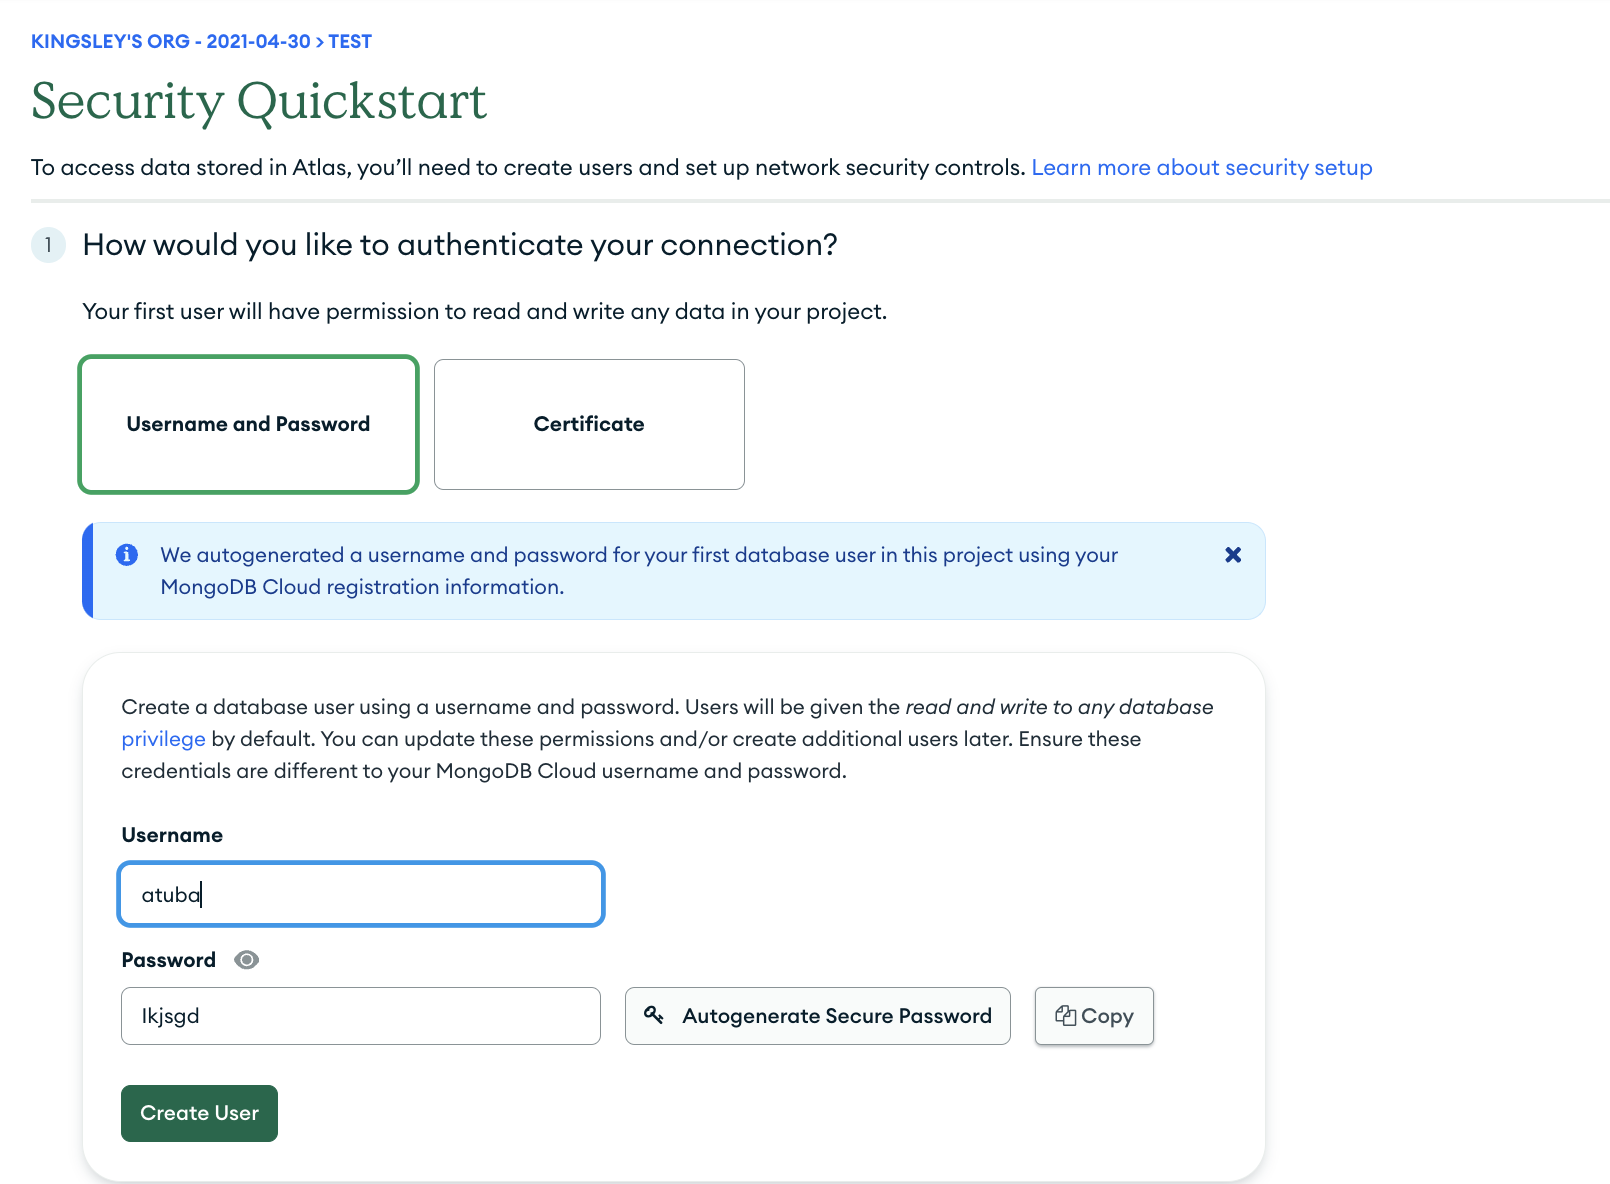 KINGSLEY'S ORG - 2021-04-30 > TEST
Security Quickstart
To access data stored in Atlas, you’ll need to create users and set up network security controls. Learn more about security setup
1 How would you like to authenticate your connection?
Your first user will have permission to read and write any data in your project.
Username and Password
Certificate
We autogenerated a username and password for your first database user in this project using your
MongoDB Cloud registration information.
Create a database user using a username and password. Users will be given the read and write to any database
privilege by default. You can update these permissions and/or create additional users later. Ensure these
credentials are different to your MongoDB Cloud username and password.
Username
atuba
Password
Ikjsgd
Autogenerate Secure Password
Copy
Create User